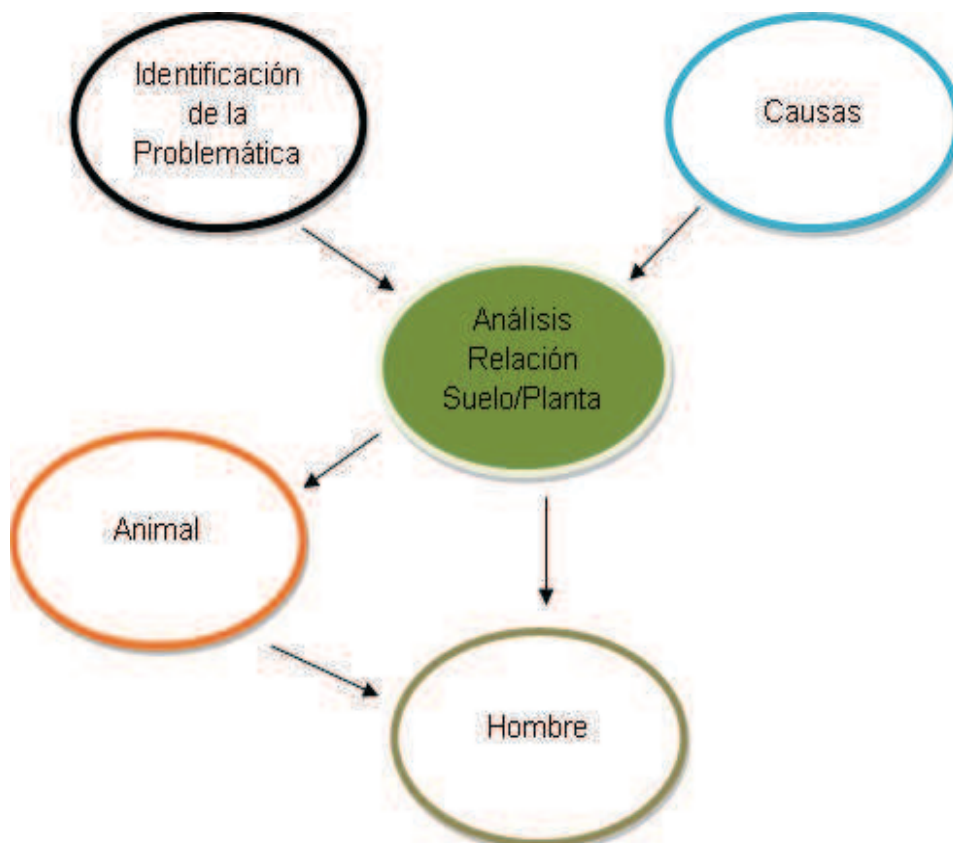 Identificación
de la
Problemática
Causas
Análisis
Relación
Suelo/Planta
Animal
Hombre